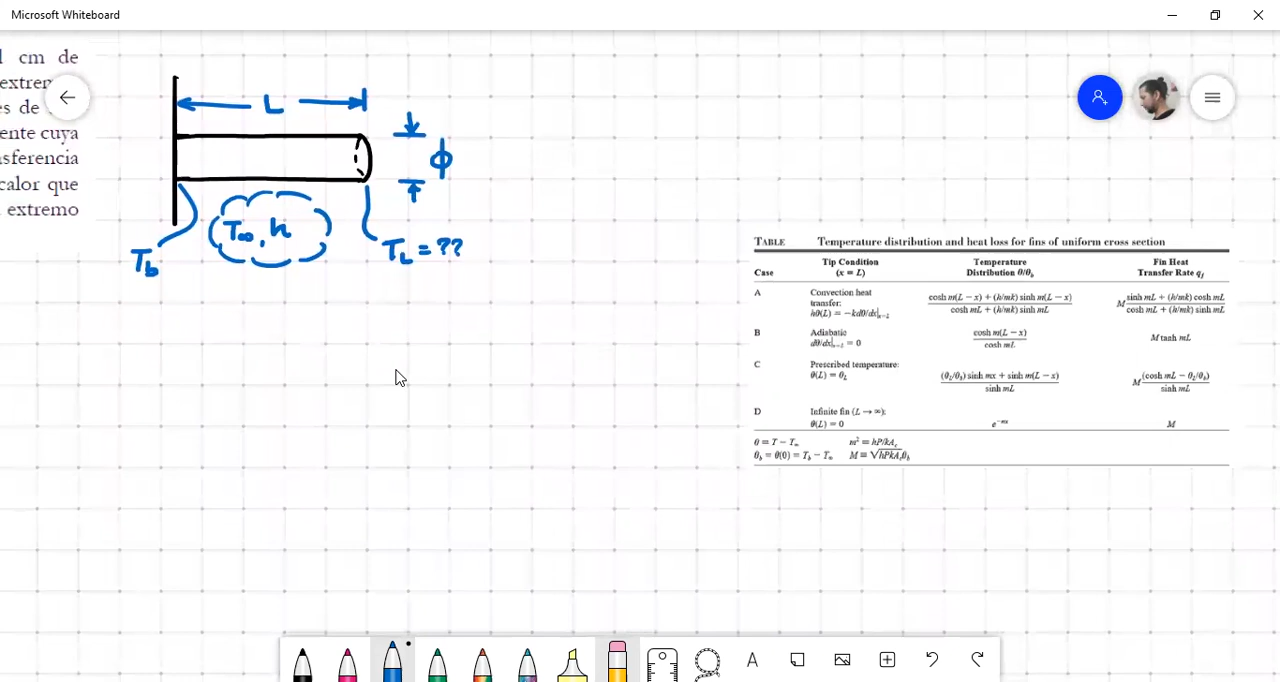 Microsoft Whiteboard
1 cm de
extrem
es de
ente cuya
sferencia
calor que
extremo
L
ϕ
T∞, h
Tb
TL = ??
TABLE Temperature distribution and heat loss for fins of uniform cross section
Case Tip Condition (x = L) Temperature Distribution θ/θb Fin Heat Transfer Rate qf
A Convection heat transfer: hθ(L) = −kdθ/dx|x=L cosh m(L − x) + (h/mk) sinh m(L − x) / cosh mL + (h/mk) sinh mL M sinh mL + (h/mk) cosh mL / cosh mL + (h/mk) sinh mL
B Adiabatic dθ/dx|x=L = 0 cosh m(L − x) / cosh mL M tanh mL
C Prescribed temperature: θ(L) = θL (θL/θb) sinh mx + sinh m(L − x) / sinh mL M (cosh mL − θL/θb) / sinh mL
D Infinite fin (L → ∞): θ(L) = 0 e−mx M
θ ≡ T − T∞ m² ≡ hP/kAc
θb = θ(0) = Tb − T∞ M ≡ √hPkAcθb
A